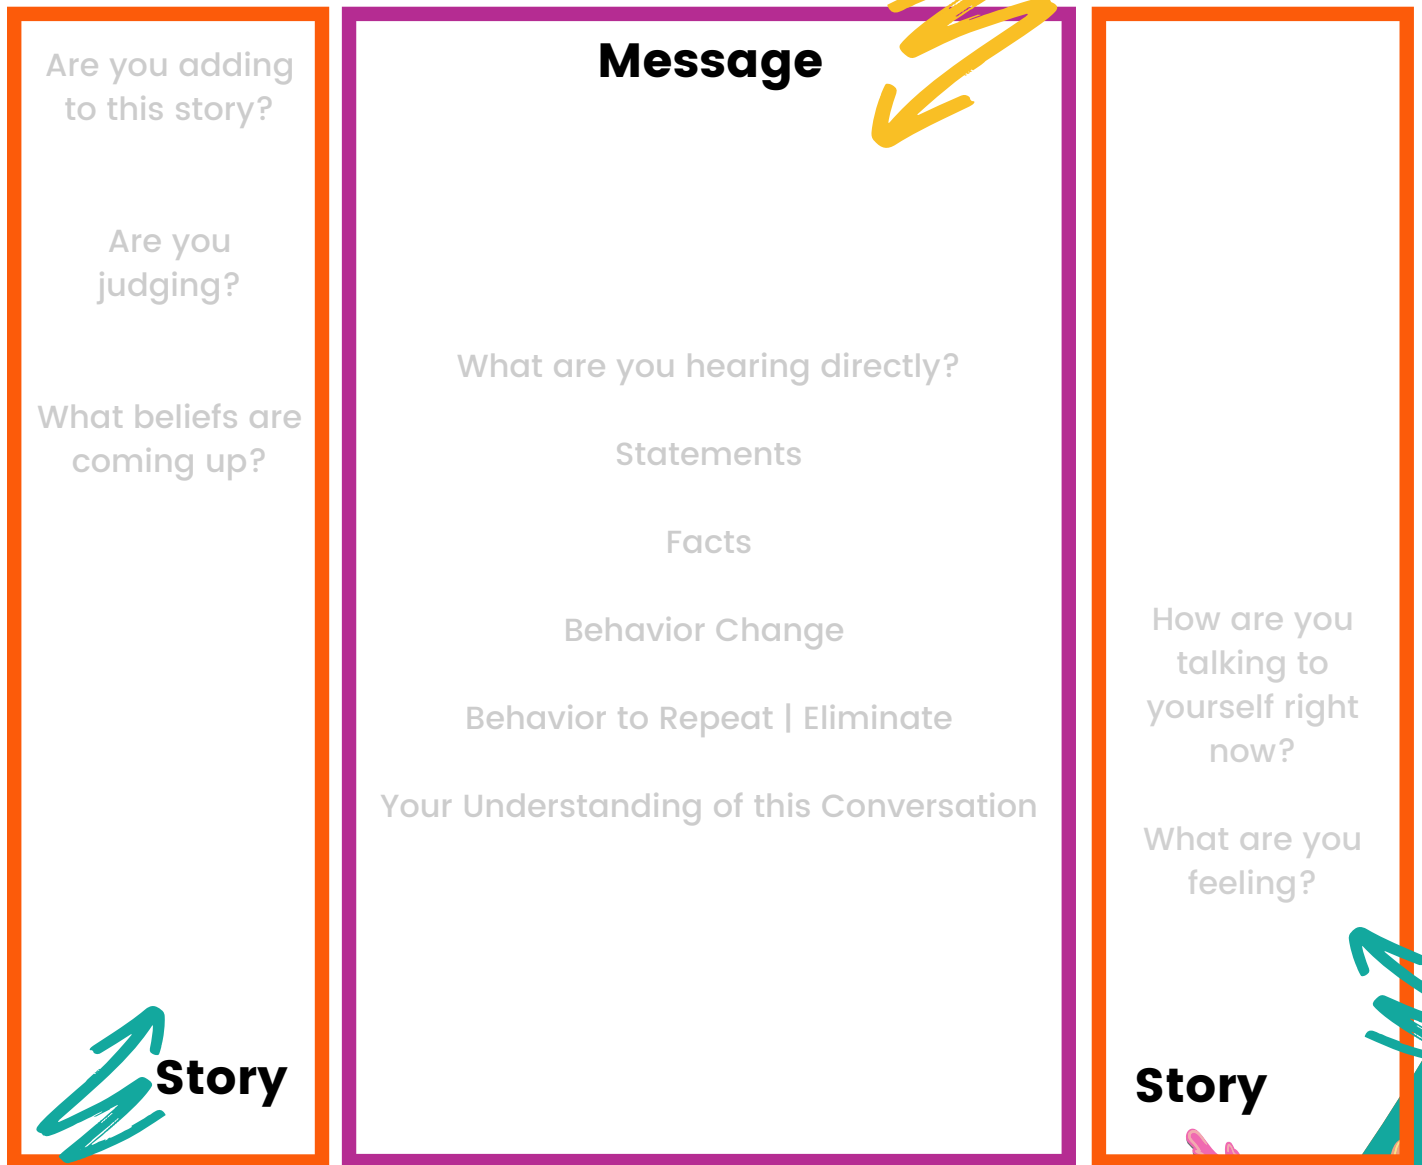 Are you adding
to this story?
Are you
judging?
What beliefs are
coming up?
Story
Message
What are you hearing directly?
Statements
Facts
Behavior Change
Behavior to Repeat | Eliminate
Your Understanding of this Conversation
How are you
talking to
yourself right
now?
What are you
feeling?
Story